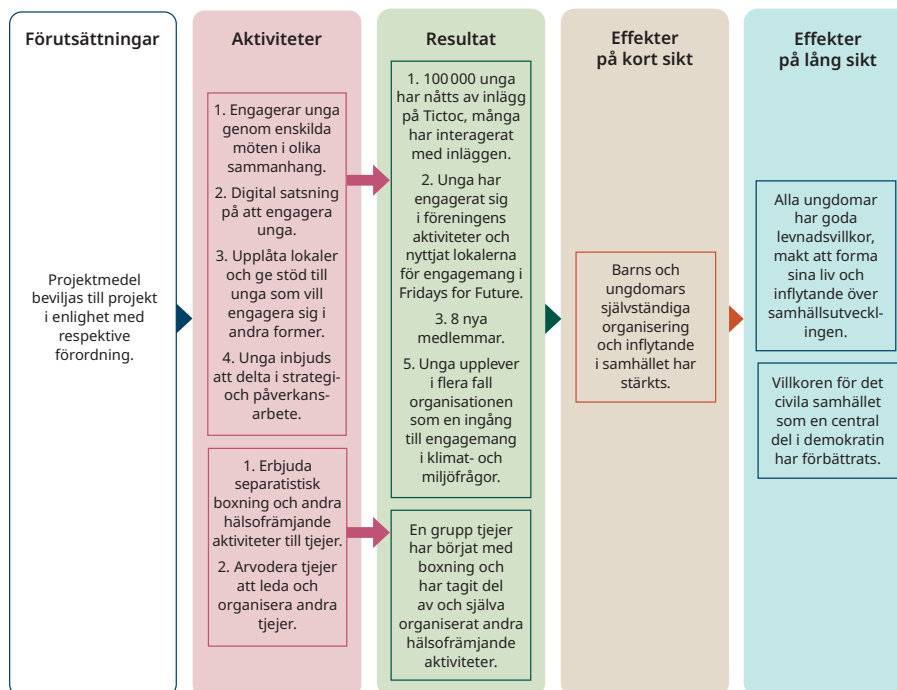 Förutsättningar
Projektmedel
beviljas till projekt
i enlighet med
respektive
förordning.
Aktiviteter
1. Engagerar unga
genom enskilda
möten i olika
sammanhang.
2. Digital satsning
på att engagera
unga.
3. Upplåta lokaler
och ge stöd till
unga som vill
engagera sig i
andra former.
4. Unga inbjuds
att delta i strategi-
och påverkans-
arbete.
1. Erbjuda
separatistisk
boxning och andra
hälsofrämjande
aktiviteter till tjejer.
2. Arvodera tjejer
att leda och
organisera andra
tjejer.
Resultat
1. 100 000 unga
har nåtts av inlägg
på Tictoc, många
har interagerat
med inläggen.
2. Unga har
engagerat sig
i föreningens
aktiviteter och
nyttjat lokalerna
för engagemang i
Fridays for Future.
3. 8 nya
medlemmar.
5. Unga upplever
i flera fall
organisationen
som en ingång
till engagemang
i klimat- och
miljöfrågor.
En grupp tjejer
har börjat med
boxning och
har tagit del
av och själva
organiserat andra
hälsofrämjande
aktiviteter.
Effekter
på kort sikt
Barns och
ungdomars
självständiga
organisering
och inflytande
i samhället har
stärkts.
Effekter
på lång sikt
Alla ungdomar
har goda
levnadsvillkor,
makt att forma
sina liv och
inflytande över
samhällsutveckl-
ingen.
Villkoren för det
civila samhället
som en central
del i demokratin
har förbättrats.